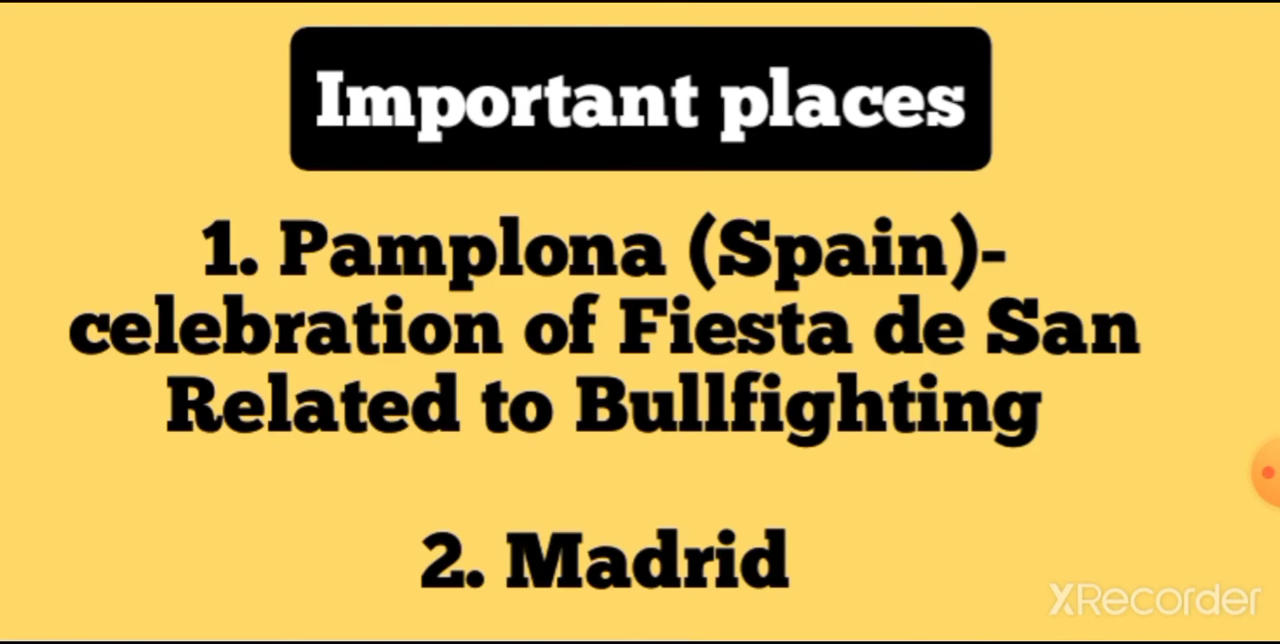 Important places
1. Pamplona (Spain)-
celebration of Fiesta de San
Related to Bullfighting
2. Madrid
XRecorder